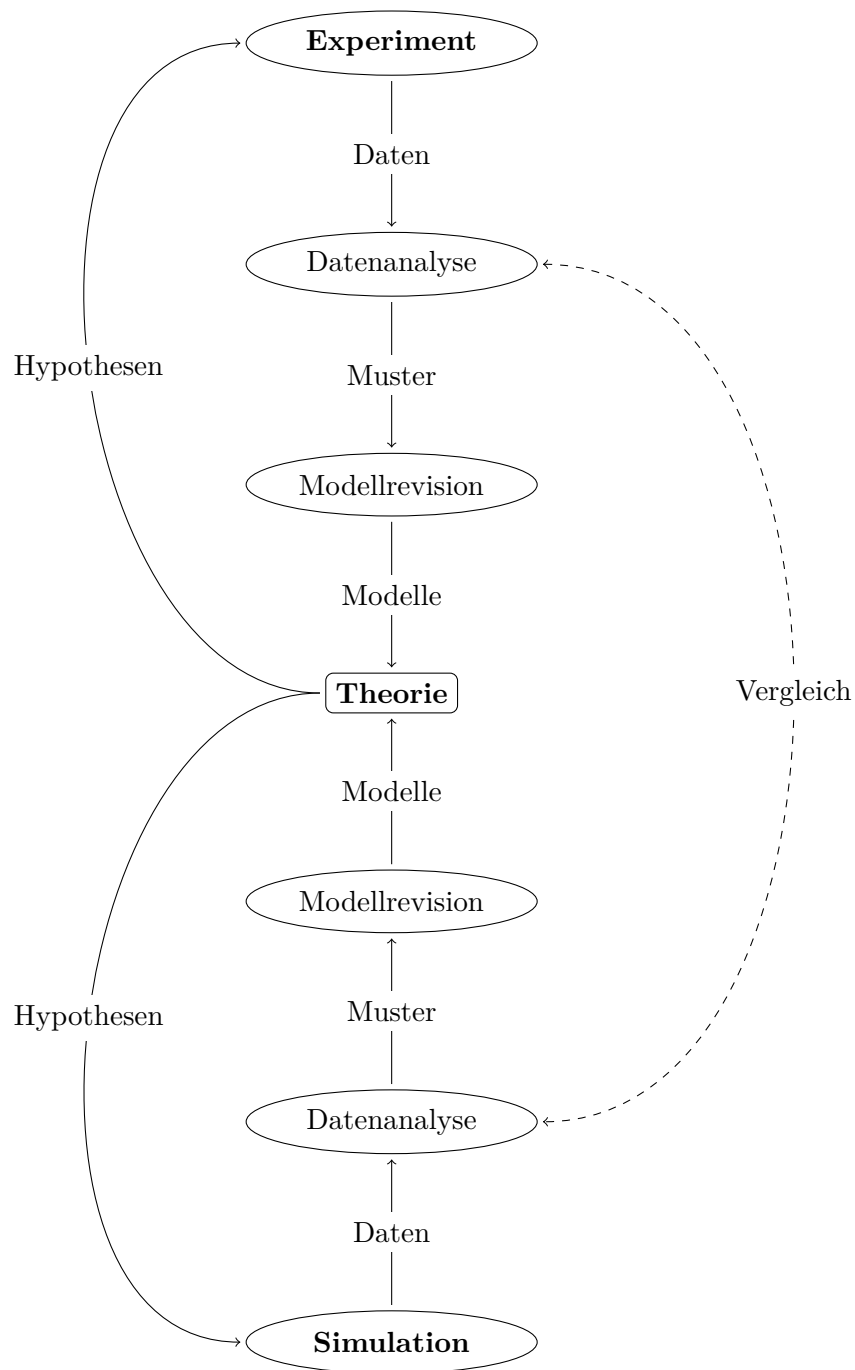 Experiment
Daten
Datenanalyse
Hypothesen
Muster
Modellrevision
Modelle
Theorie
Vergleich
Modelle
Modellrevision
Hypothesen
Muster
Datenanalyse
Daten
Simulation